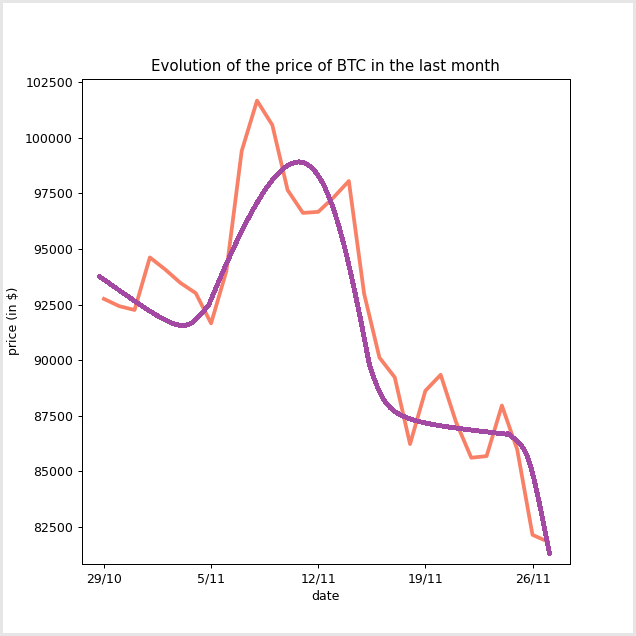 Evolution of the price of BTC in the last month
102500
100000
97500
95000
92500
90000
87500
85000
82500
price (in $)
29/10 5/11 12/11 19/11 26/11
date